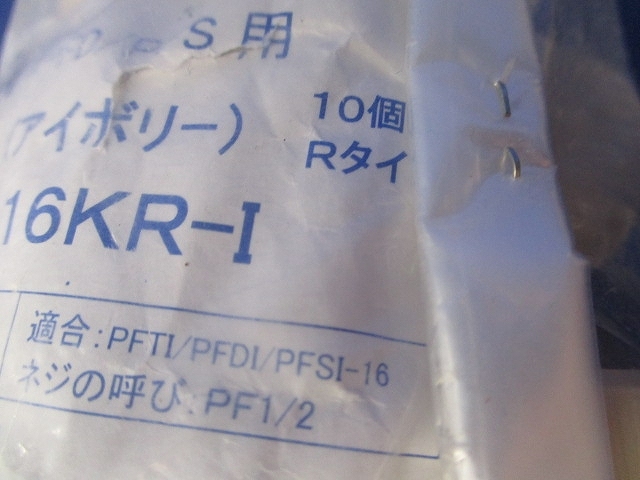 S用
アイボリー)
10個
Rタイ
16KR-I
適合:PFTI/PFDI/PFSI-16
ネジの呼び:PF1/2